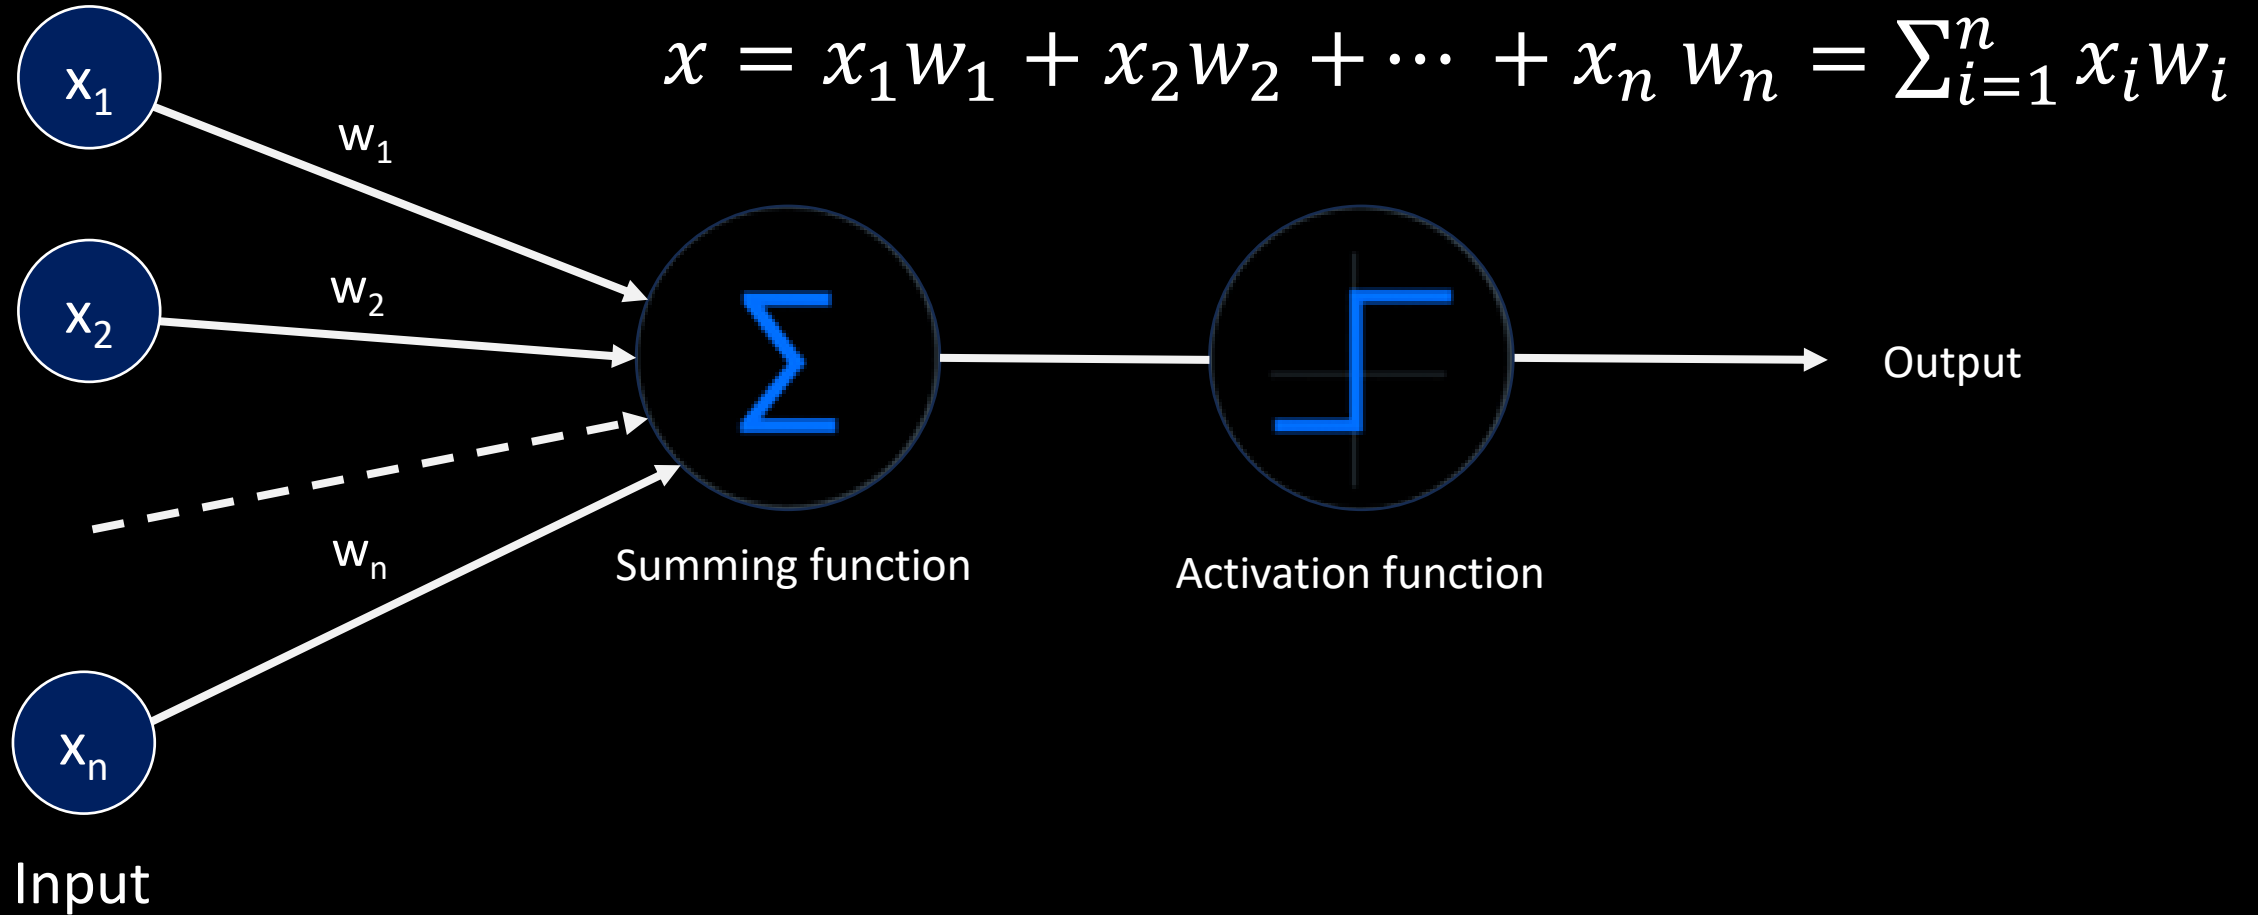 x = x₁w₁ + x₂w₂ + ⋯ + xₙ wₙ = ∑ⁿᵢ₌₁ xᵢwᵢ
x₁
w₁
x₂
w₂
∑
Output
wₙ
Summing function
Activation function
xₙ
Input